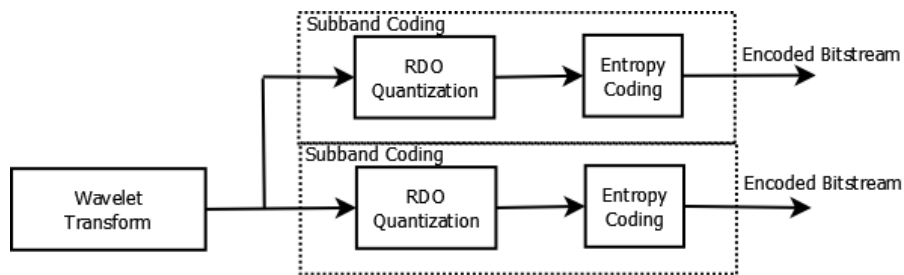 Subband Coding
RDO
Quantization
Entropy
Coding
Encoded Bitstream
Subband Coding
Wavelet
Transform
RDO
Quantization
Entropy
Coding
Encoded Bitstream